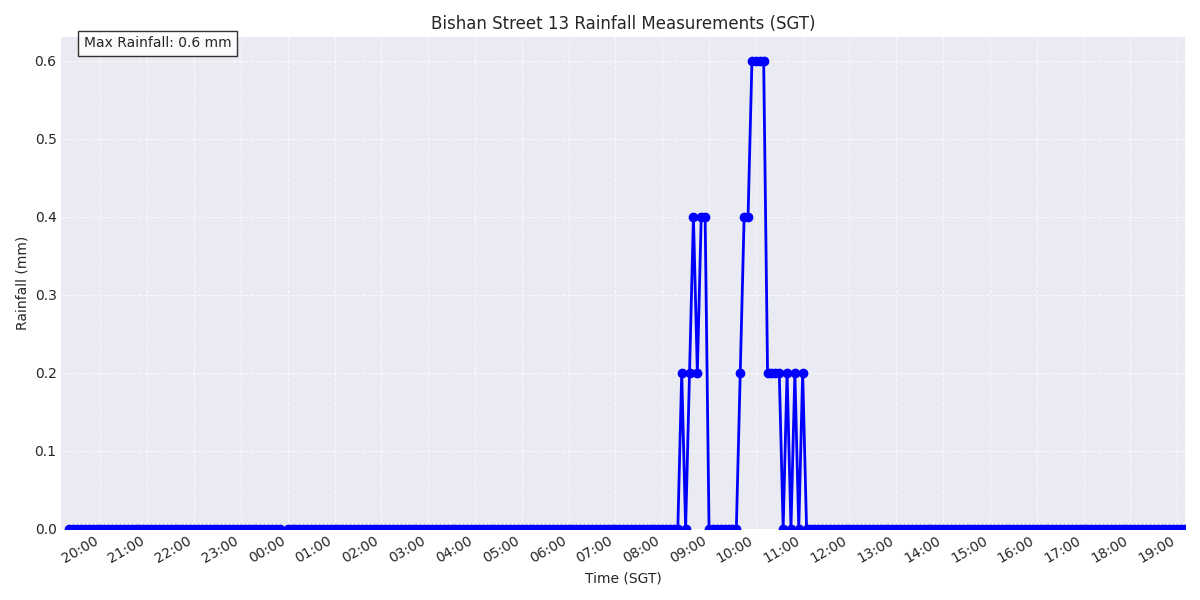 Bishan Street 13 Rainfall Measurements (SGT)
Max Rainfall: 0.6 mm
0.6
0.5
0.4
0.3
0.2
0.1
0.0
Rainfall (mm)
20:00 21:00 22:00 23:00 00:00 01:00 02:00 03:00 04:00 05:00 06:00 07:00 08:00 09:00 10:00 11:00 12:00 13:00 14:00 15:00 16:00 17:00 18:00 19:00
Time (SGT)